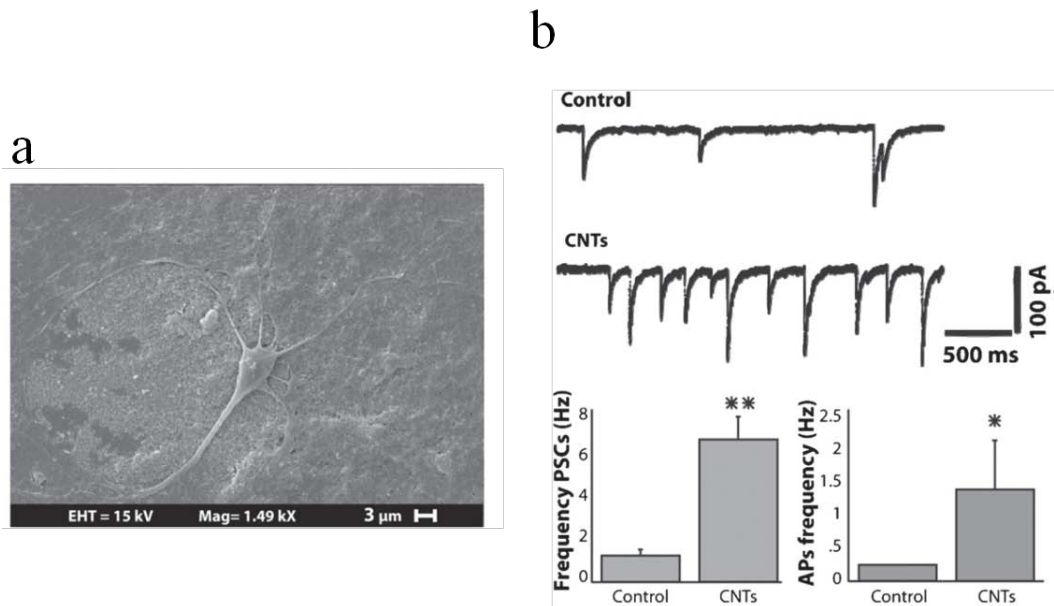 a
EHT = 15 kV Mag= 1.49 kX 3 µm
b
Control
CNTs
100 pA
500 ms
Frequency PSCs (Hz)
8
6
4
2
0
**
Control CNTs
APs frequency (Hz)
2.5
2
1.5
1
.5
0
*
Control CNTs